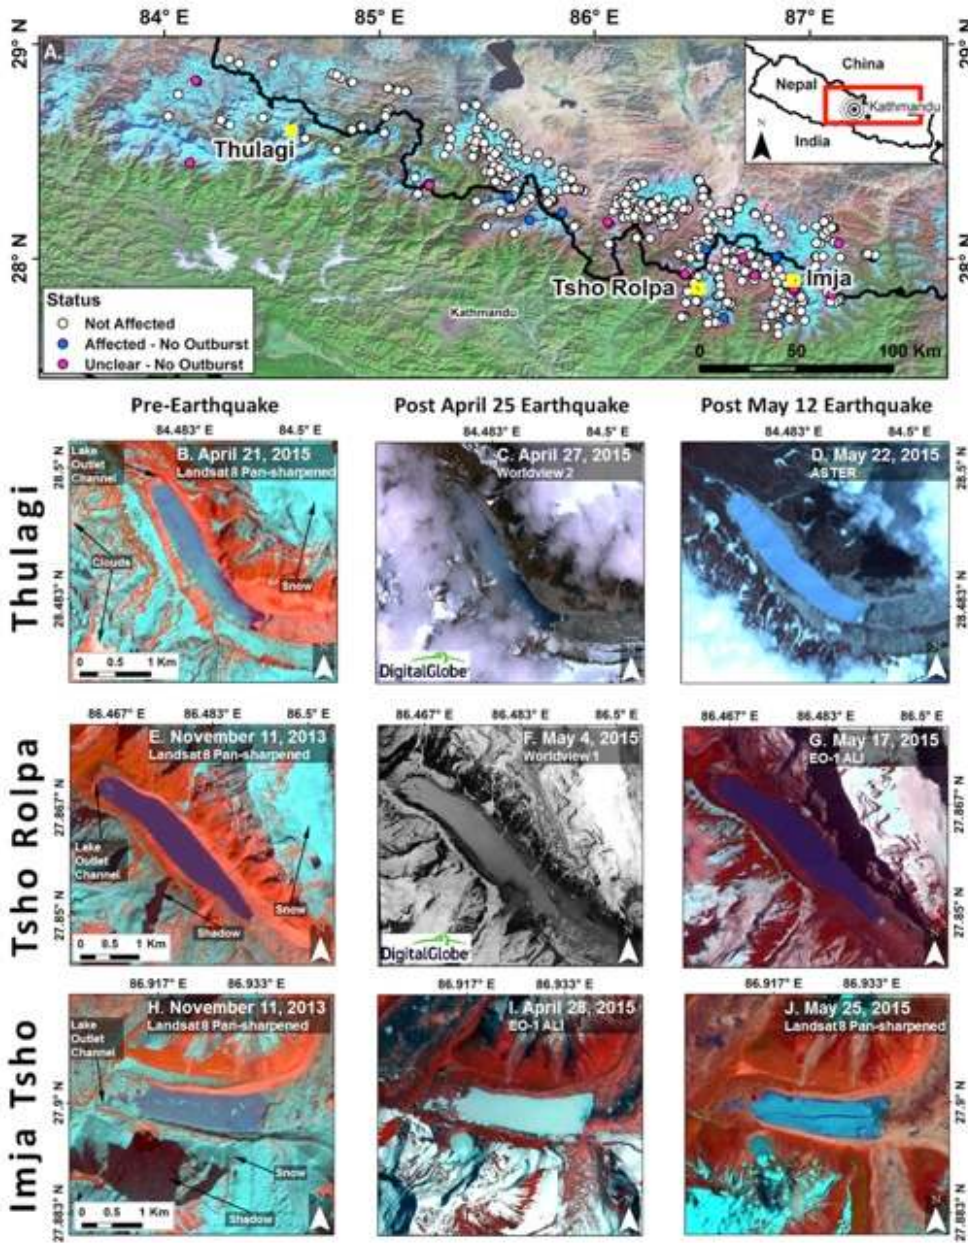 84° E 85° E 86° E 87° E
29° N
A.
29° N
China
Nepal
Kathmandu
India
N
Thulagi
28° N
28° N
Tsho Rolpa
Imja
Status
Not Affected
Affected - No Outburst
Unclear - No Outburst
Kathmandu
0 50 100 Km
Pre-Earthquake Post April 25 Earthquake Post May 12 Earthquake
84.483° E 84.5° E 84.483° E 84.5° E 84.483° E 84.5° E
Thulagi
28.5° N
28.483° N
Lake
Outlet
Channel
B. April 21, 2015
Landsat 8 Pan-sharpened
Clouds
Snow
0 0.5 1 Km
C. April 27, 2015
Worldview 2
DigitalGlobe
D. May 22, 2015
ASTER
28.5° N
28.483° N
86.467° E 86.483° E 86.5° E 86.467° E 86.483° E 86.5° E 86.467° E 86.483° E 86.5° E
Tsho Rolpa
27.867° N
27.85° N
E. November 11, 2013
Landsat 8 Pan-sharpened
Lake
Outlet
Channel
Snow
Shadow
0 0.5 1 Km
F. May 4, 2015
Worldview 1
DigitalGlobe
G. May 17, 2015
EO-1 ALI
27.867° N
27.85° N
86.917° E 86.933° E 86.917° E 86.933° E 86.917° E 86.933° E
Imja Tsho
27.9° N
27.883° N
H. November 11, 2013
Landsat 8 Pan-sharpened
Lake
Outlet
Channel
Snow
Shadow
0 0.5 1 Km
I. April 28, 2015
EO-1 ALI
J. May 25, 2015
Landsat 8 Pan-sharpened
27.9° N
27.883° N